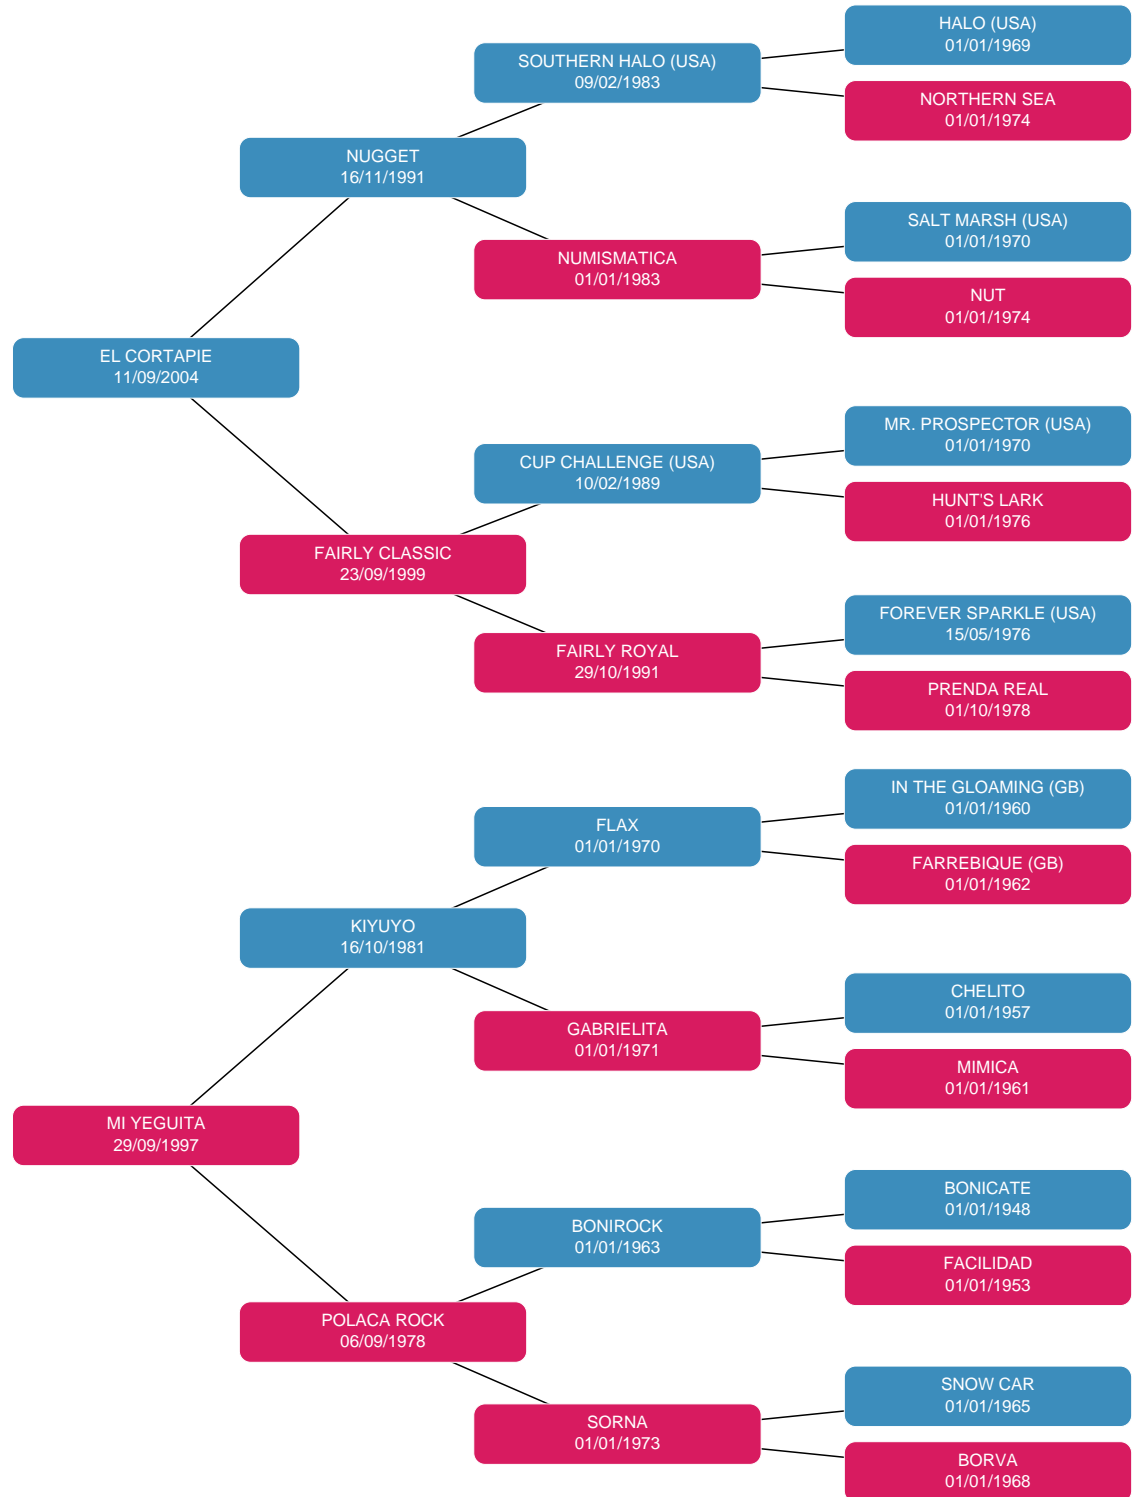 HALO (USA)
01/01/1969
SOUTHERN HALO (USA)
09/02/1983
NORTHERN SEA
01/01/1974
NUGGET
16/11/1991
SALT MARSH (USA)
01/01/1970
NUMISMATICA
01/01/1983
NUT
01/01/1974
EL CORTAPIE
11/09/2004
MR. PROSPECTOR (USA)
01/01/1970
CUP CHALLENGE (USA)
10/02/1989
HUNT'S LARK
01/01/1976
FAIRLY CLASSIC
23/09/1999
FOREVER SPARKLE (USA)
15/05/1976
FAIRLY ROYAL
29/10/1991
PRENDA REAL
01/10/1978
IN THE GLOAMING (GB)
01/01/1960
FLAX
01/01/1970
FARREBIQUE (GB)
01/01/1962
KIYUYO
16/10/1981
CHELITO
01/01/1957
GABRIELITA
01/01/1971
MIMICA
01/01/1961
MI YEGUITA
29/09/1997
BONICATE
01/01/1948
BONIROCK
01/01/1963
FACILIDAD
01/01/1953
POLACA ROCK
06/09/1978
SNOW CAR
01/01/1965
SORNA
01/01/1973
BORVA
01/01/1968